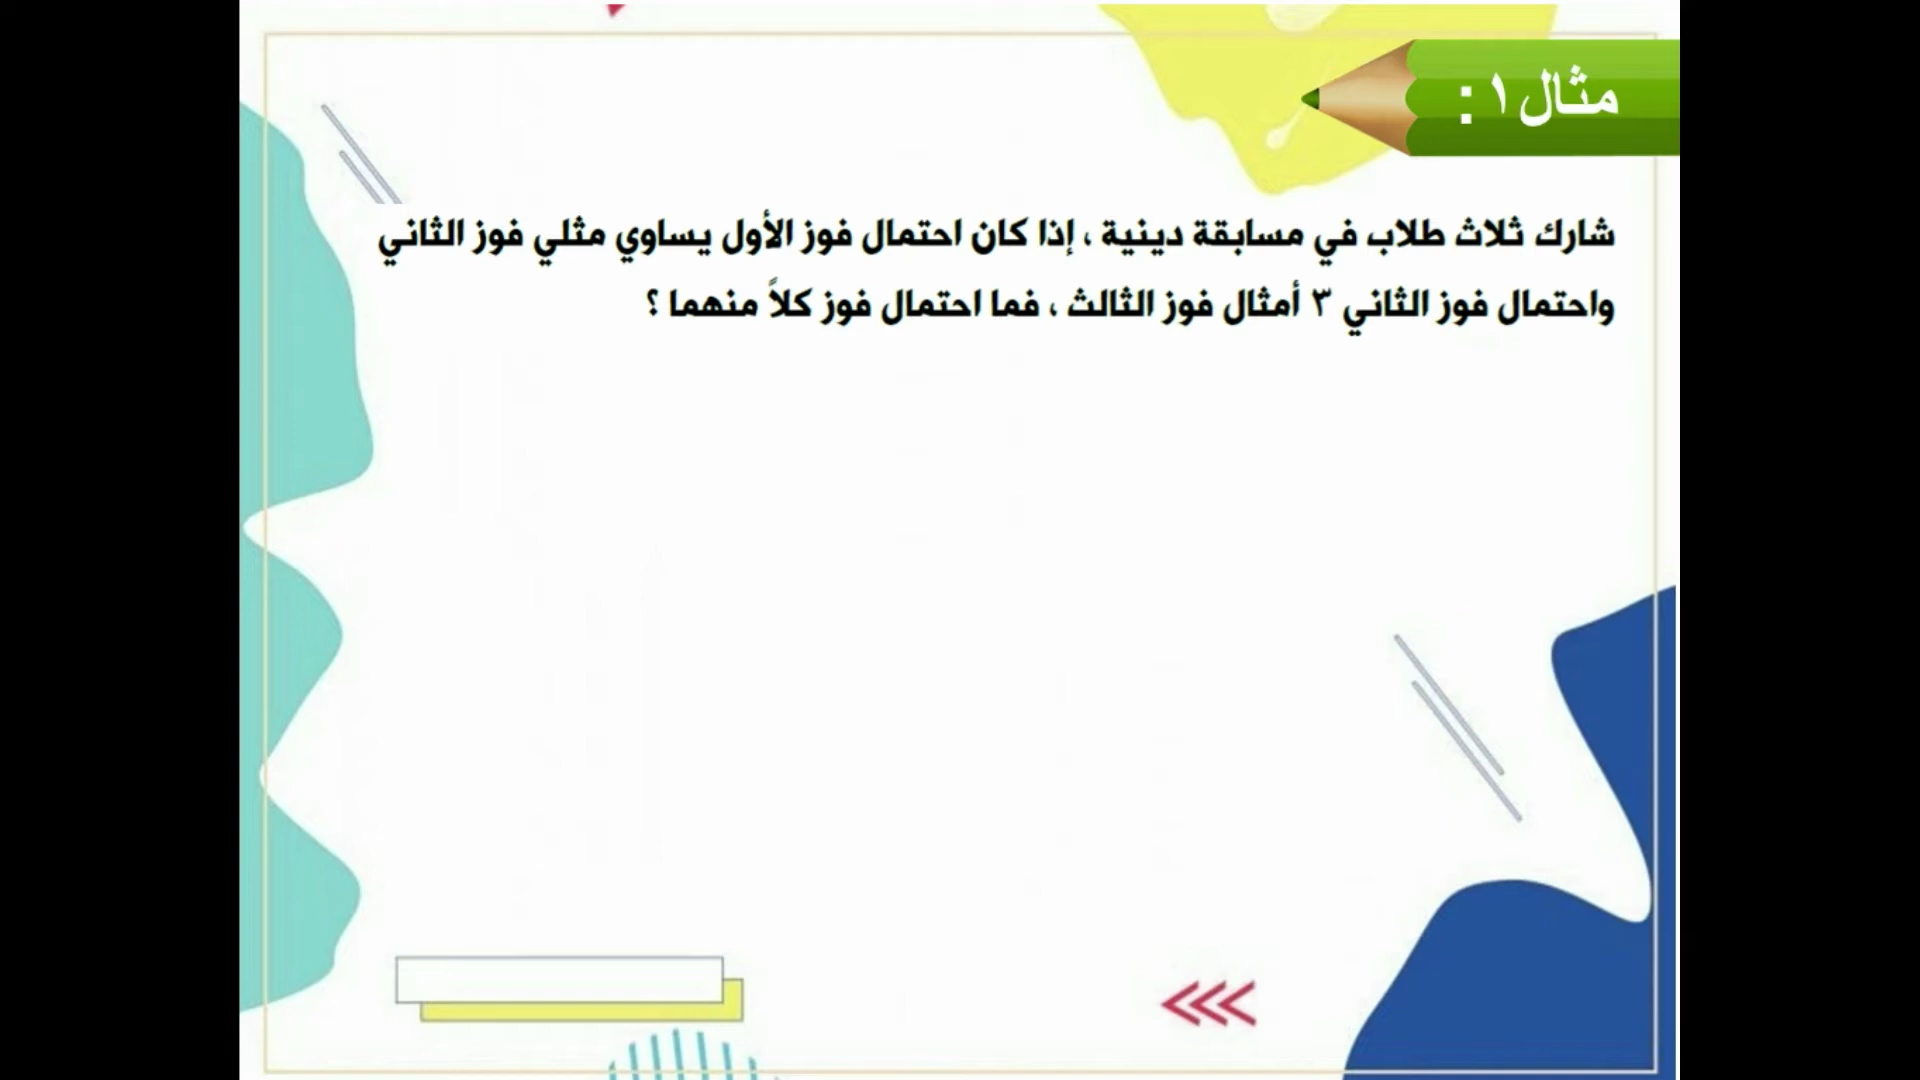 مثال ١ :
شارك ثلاث طلاب في مسابقة دينية ، إذا كان احتمال فوز الأول يساوي مثلي فوز الثاني
واحتمال فوز الثاني ٣ أمثال فوز الثالث ، فما احتمال فوز كلاً منهما ؟